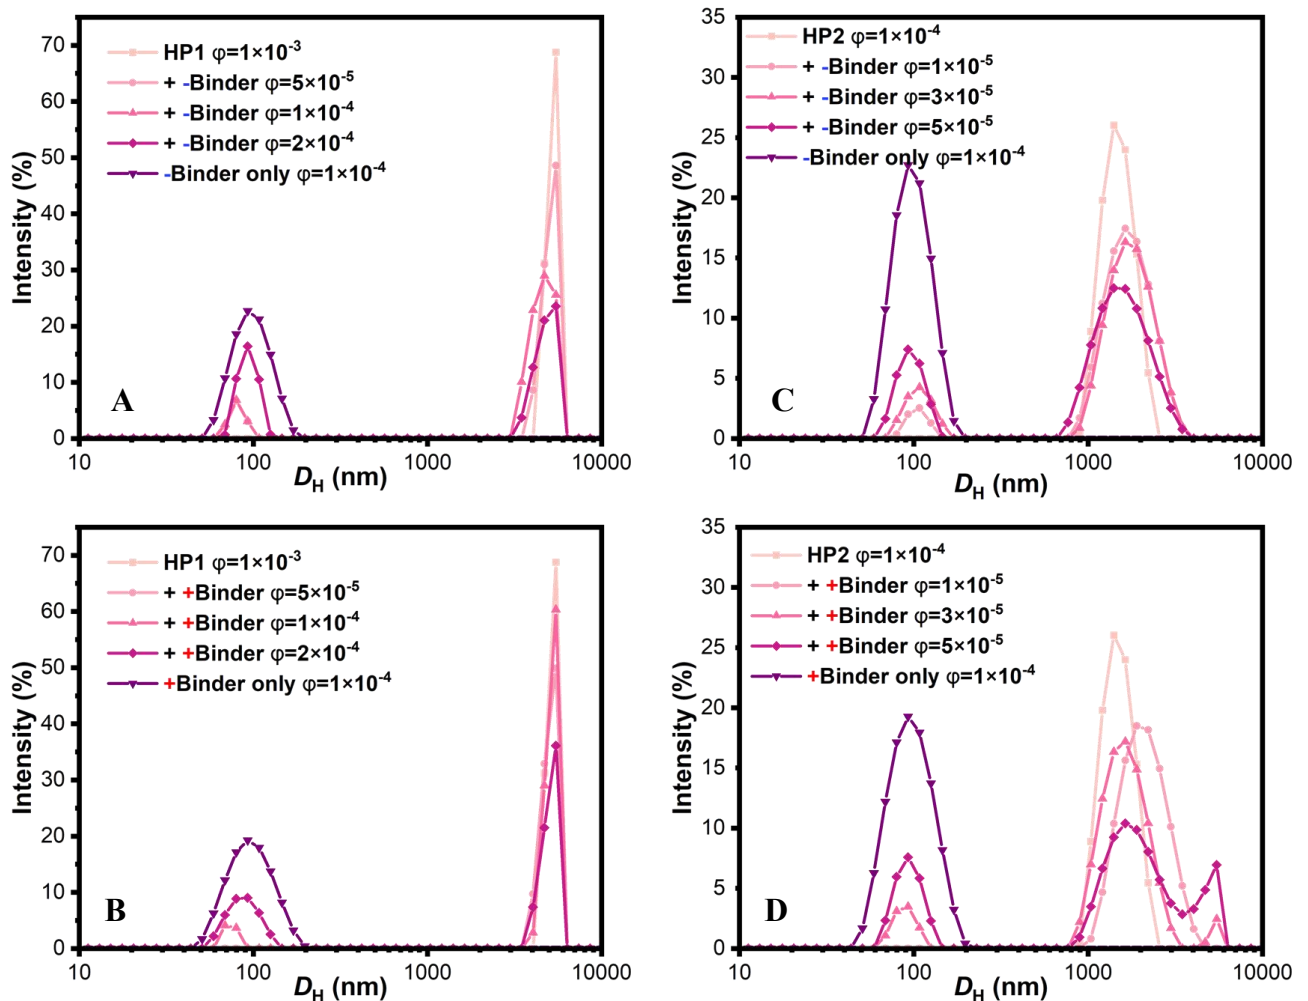 HP1 φ=1×10⁻³
+ -Binder φ=5×10⁻⁵
+ -Binder φ=1×10⁻⁴
+ -Binder φ=2×10⁻⁴
-Binder only φ=1×10⁻⁴
Intensity (%)
70
60
50
40
30
20
10
0
A
10
100
1000
10000
D_H (nm)
HP2 φ=1×10⁻⁴
+ -Binder φ=1×10⁻⁵
+ -Binder φ=3×10⁻⁵
+ -Binder φ=5×10⁻⁵
-Binder only φ=1×10⁻⁴
Intensity (%)
35
30
25
20
15
10
5
0
C
10
100
1000
10000
D_H (nm)
HP1 φ=1×10⁻³
+ +Binder φ=5×10⁻⁵
+ +Binder φ=1×10⁻⁴
+ +Binder φ=2×10⁻⁴
+Binder only φ=1×10⁻⁴
Intensity (%)
70
60
50
40
30
20
10
0
B
10
100
1000
10000
D_H (nm)
HP2 φ=1×10⁻⁴
+ +Binder φ=1×10⁻⁵
+ +Binder φ=3×10⁻⁵
+ +Binder φ=5×10⁻⁵
+Binder only φ=1×10⁻⁴
Intensity (%)
35
30
25
20
15
10
5
0
D
10
100
1000
10000
D_H (nm)